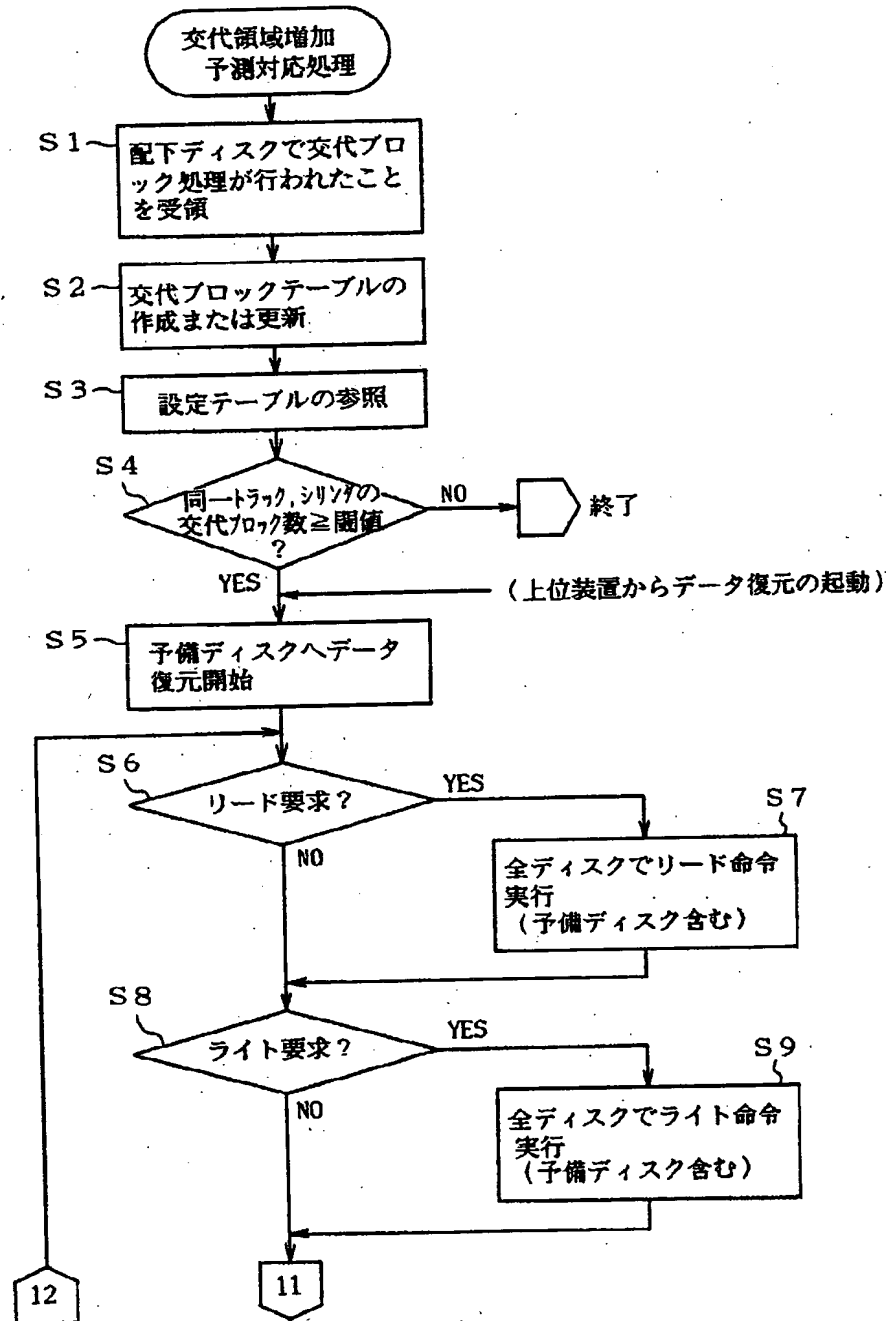 交代領域増加
予測対応処理
S1
配下ディスクで交代ブロ
ック処理が行われたこと
を受領
S2
交代ブロックテーブルの
作成または更新
S3
設定テーブルの参照
S4
同一トラック,シリンダの
交代ブロック数≧閾値
?
NO
終了
YES
(上位装置からデータ復元の起動)
S5
予備ディスクへデータ
復元開始
S6
リード要求?
YES
NO
S7
全ディスクでリード命令
実行
(予備ディスク含む)
S8
ライト要求?
YES
NO
S9
全ディスクでライト命令
実行
(予備ディスク含む)
12
11